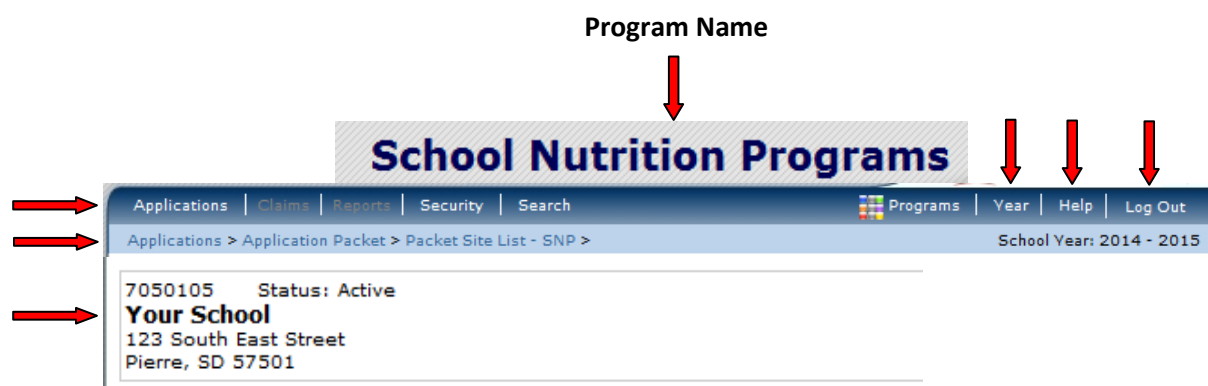 Program Name
School Nutrition Programs
Applications | Claims | Reports | Security | Search Programs | Year | Help | Log Out
Applications > Application Packet > Packet Site List - SNP > School Year: 2014 - 2015
7050105 Status: Active
Your School
123 South East Street
Pierre, SD 57501